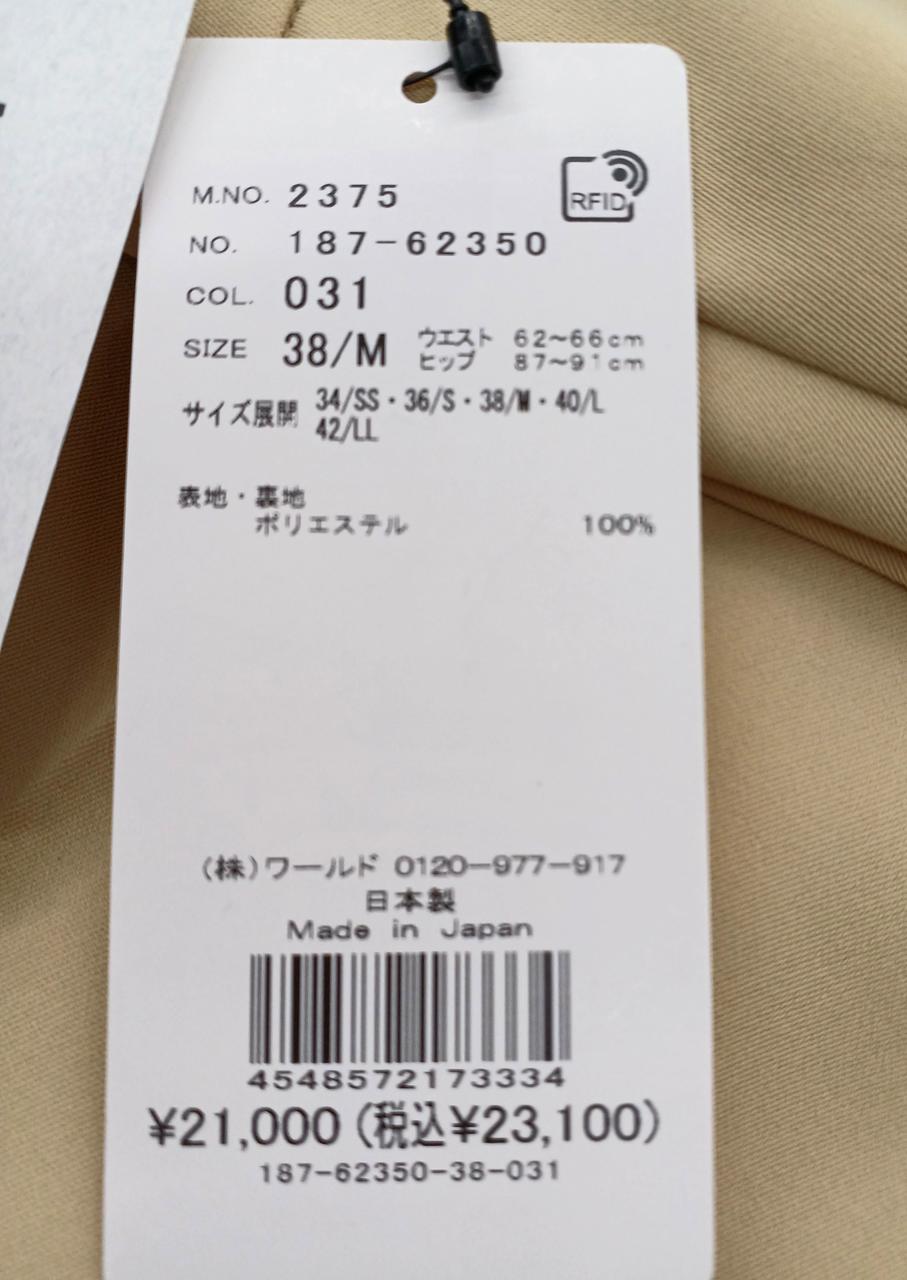 RFID
M.NO. 2375
NO. 187-62350
COL. 031
SIZE 38/M ウエスト 62~66cm
ヒップ 87~91cm
サイズ展開 34/SS・36/S・38/M・40/L
42/LL
表地・裏地
ポリエステル 100%
(株)ワールド 0120-977-917
日本製
Made in Japan
4548572173334
¥21,000(税込¥23,100)
187-62350-38-031